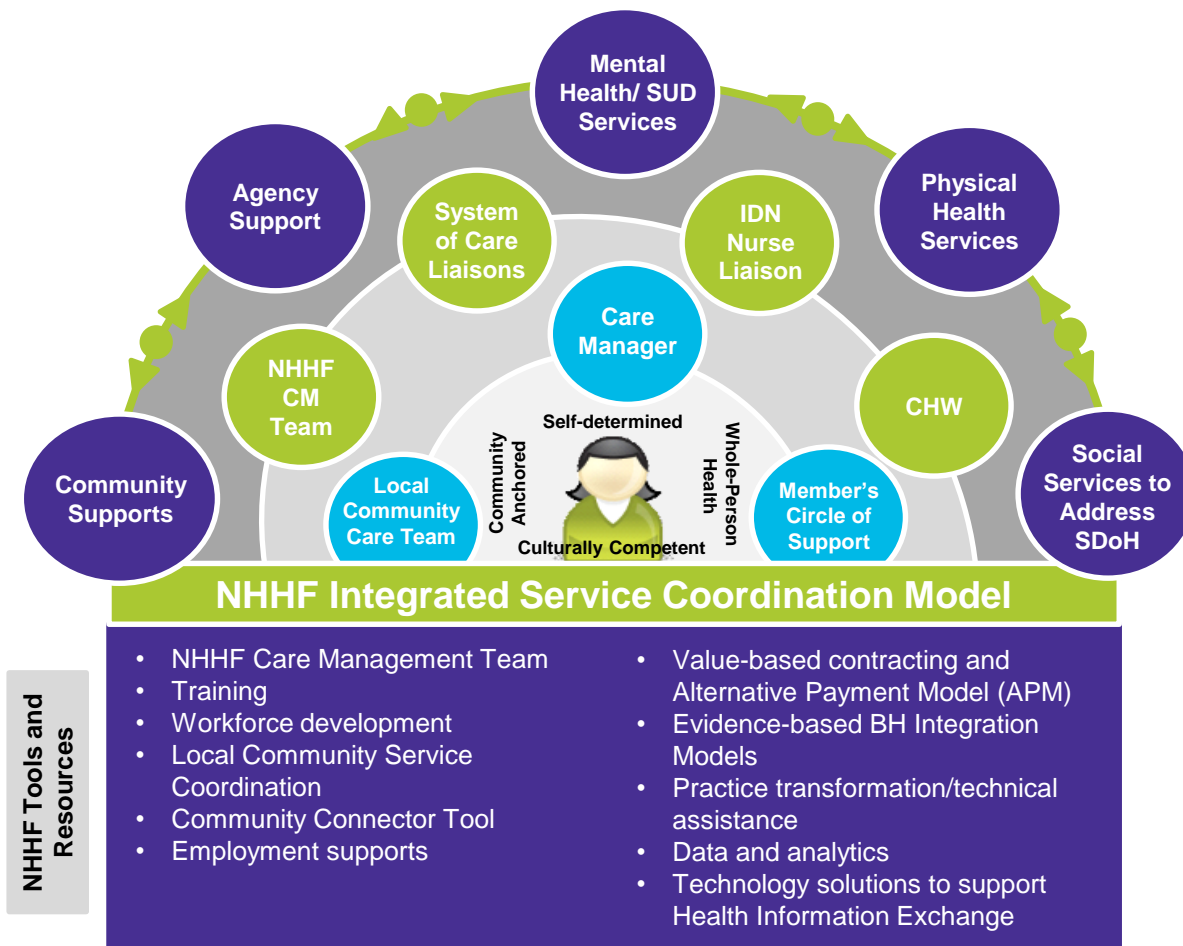 Mental
Health/ SUD
Services
Agency
Support
Physical
Health
Services
System
of Care
Liaisons
IDN
Nurse
Liaison
Care
Manager
NHHF
CM
Team
CHW
Community
Supports
Local
Community
Care Team
Self-determined
Community
Anchored
Whole-Person
Health
Culturally Competent
Member’s
Circle of
Support
Social
Services to
Address
SDoH
NHHF Integrated Service Coordination Model
NHHF Tools and
Resources
• NHHF Care Management Team
• Training
• Workforce development
• Local Community Service
Coordination
• Community Connector Tool
• Employment supports
• Value-based contracting and
Alternative Payment Model (APM)
• Evidence-based BH Integration
Models
• Practice transformation/technical
assistance
• Data and analytics
• Technology solutions to support
Health Information Exchange